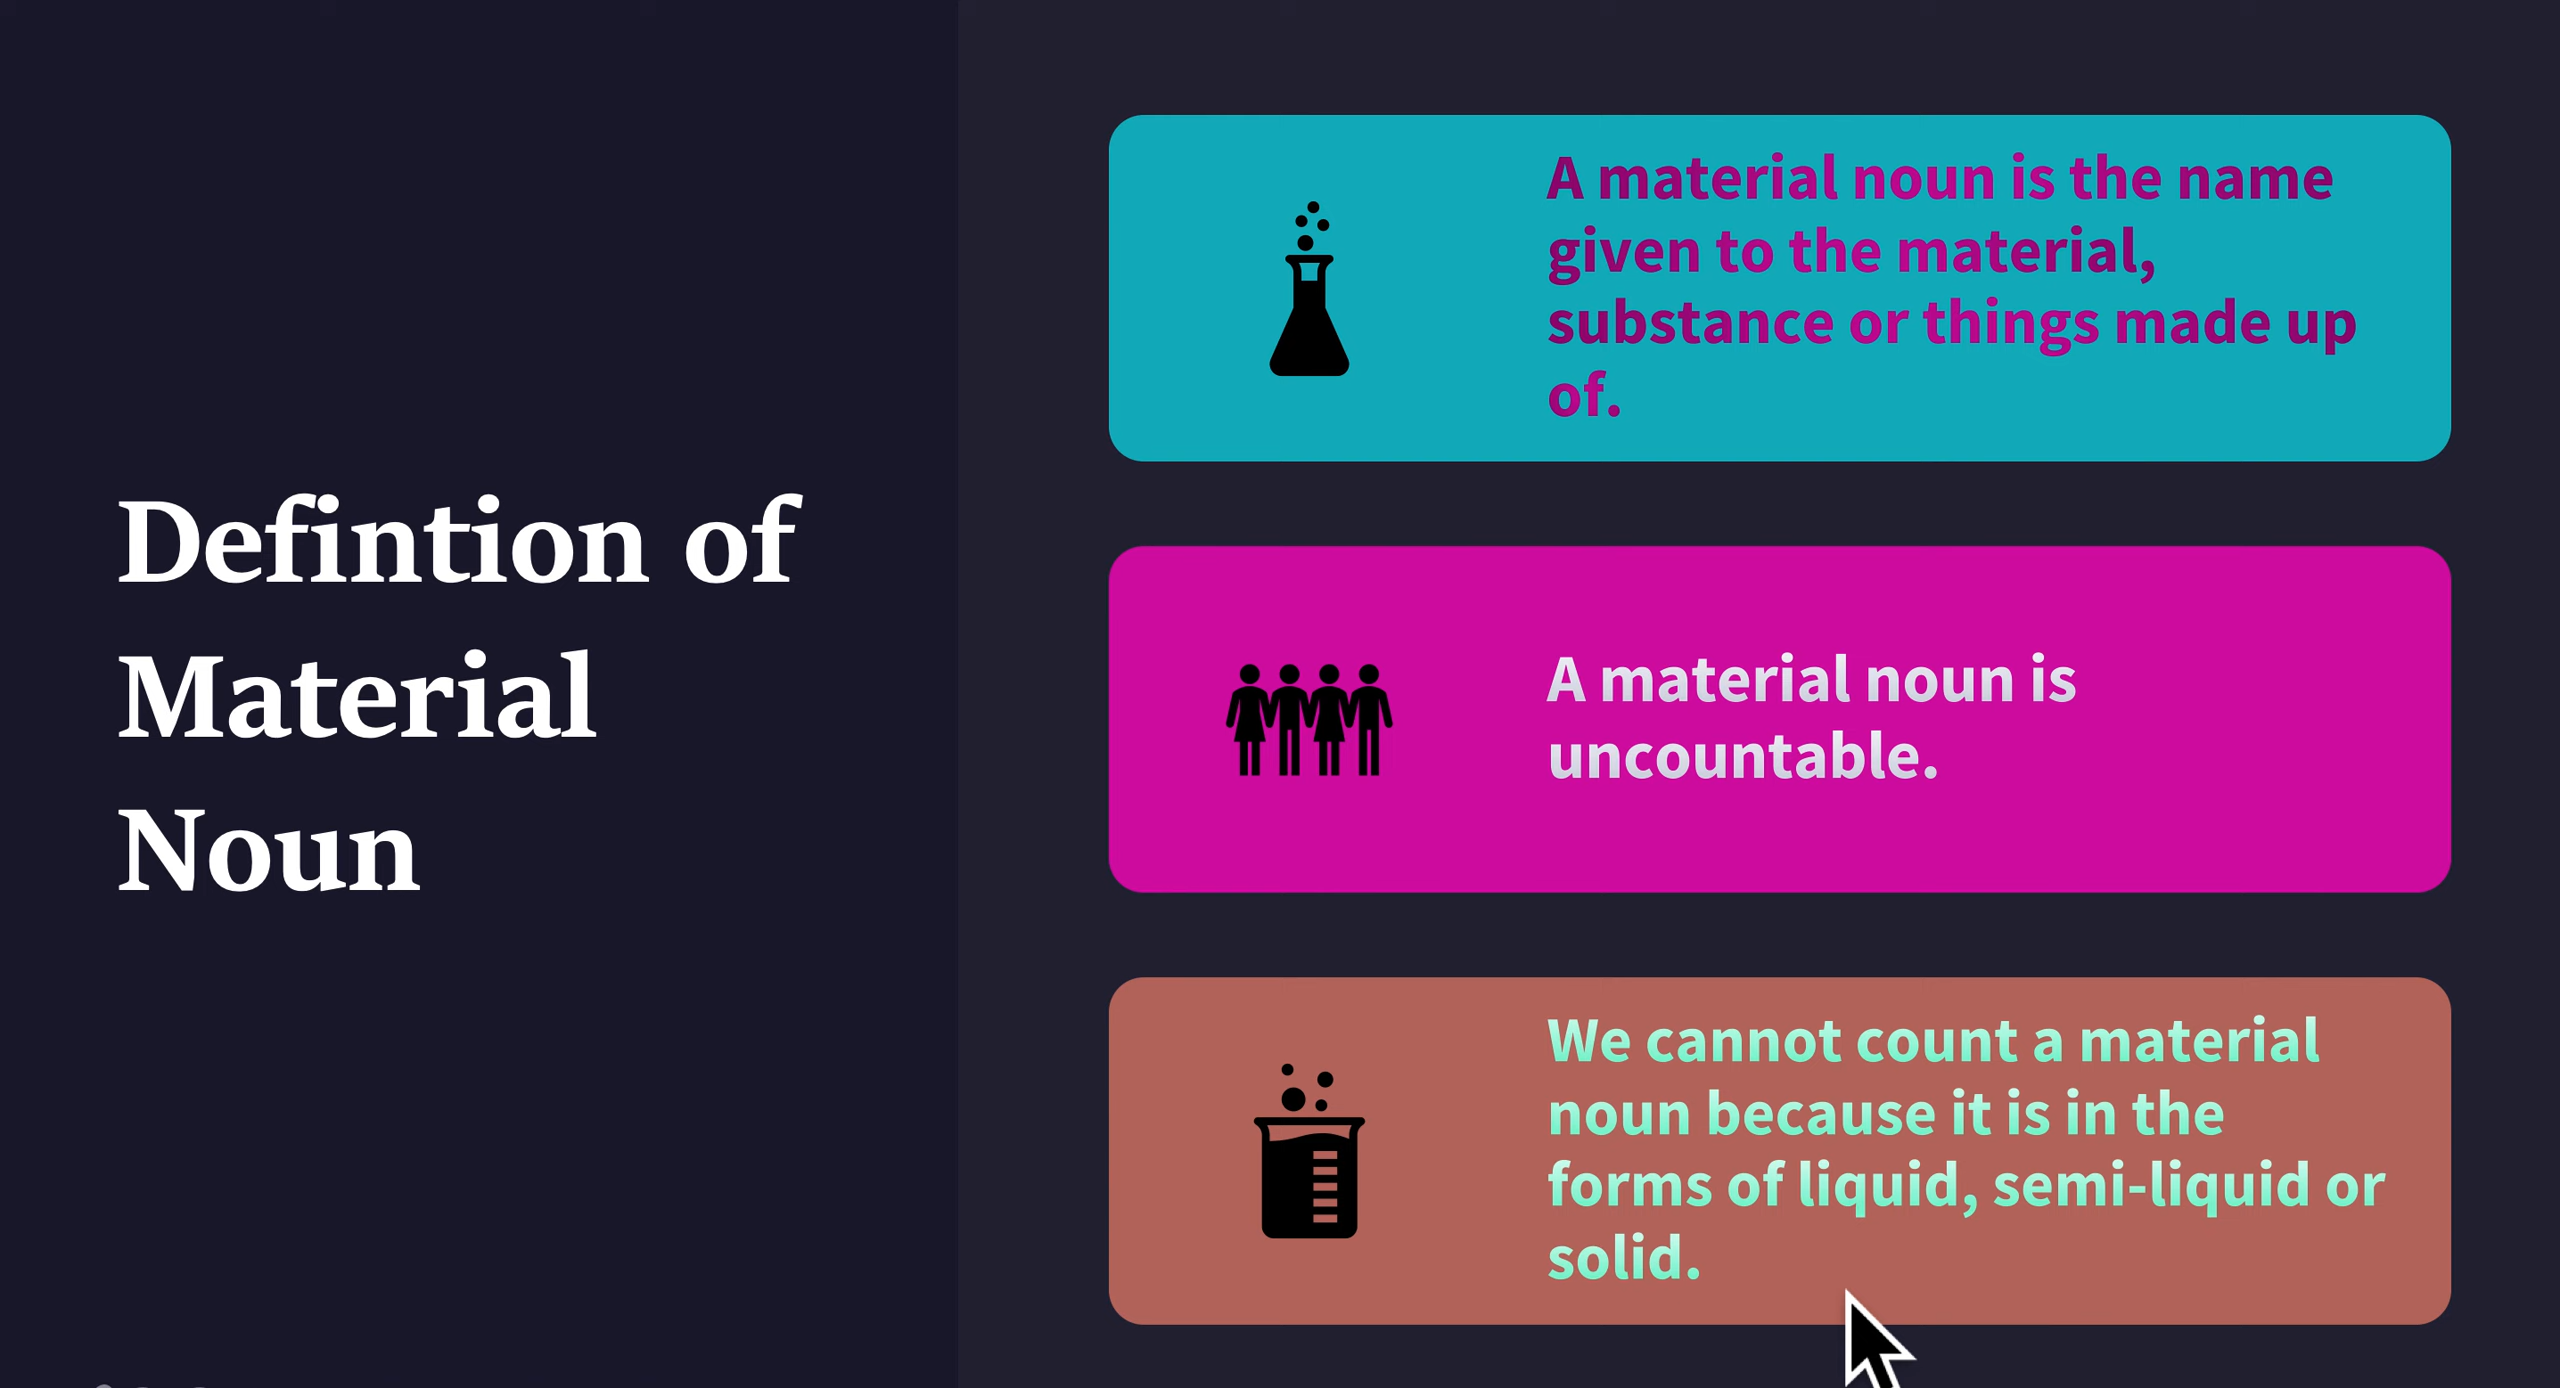 Defintion of
Material
Noun
A material noun is the name
given to the material,
substance or things made up
of.
A material noun is
uncountable.
We cannot count a material
noun because it is in the
forms of liquid, semi-liquid or
solid.